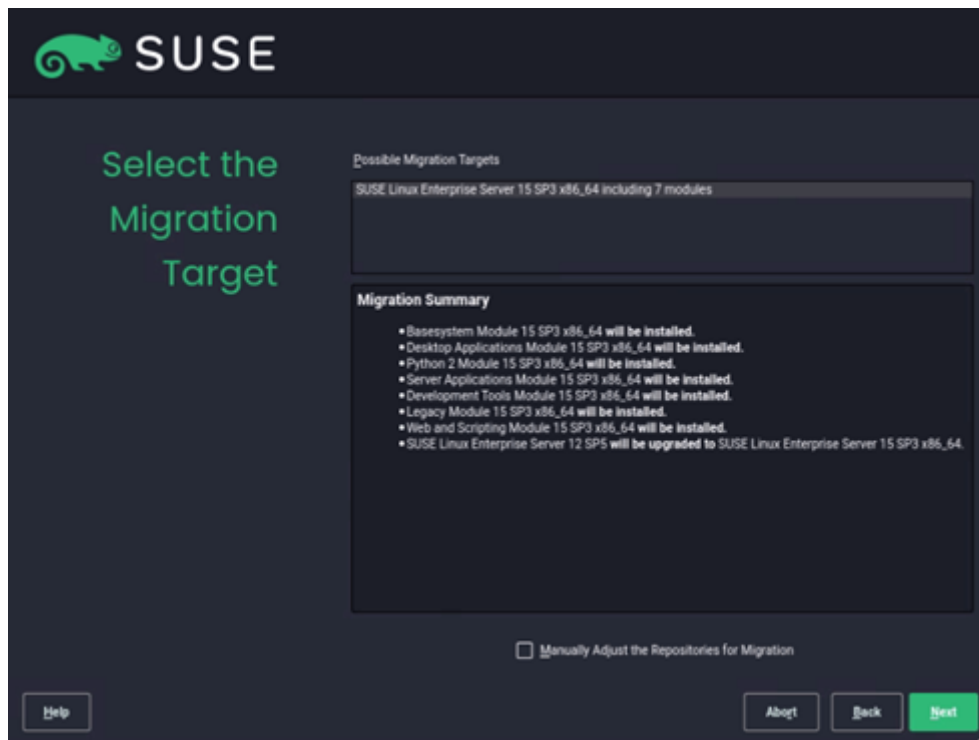 SUSE
Select the
Migration
Target
Possible Migration Targets
SUSE Linux Enterprise Server 15 SP3 x86_64 including 7 modules
Migration Summary
• Basesystem Module 15 SP3 x86_64 will be installed.
• Desktop Applications Module 15 SP3 x86_64 will be installed.
• Python 2 Module 15 SP3 x86_64 will be installed.
• Server Applications Module 15 SP3 x86_64 will be installed.
• Development Tools Module 15 SP3 x86_64 will be installed.
• Legacy Module 15 SP3 x86_64 will be installed.
• Web and Scripting Module 15 SP3 x86_64 will be installed.
• SUSE Linux Enterprise Server 12 SP5 will be upgraded to SUSE Linux Enterprise Server 15 SP3 x86_64.
Manually Adjust the Repositories for Migration
Help
Abort
Back
Next